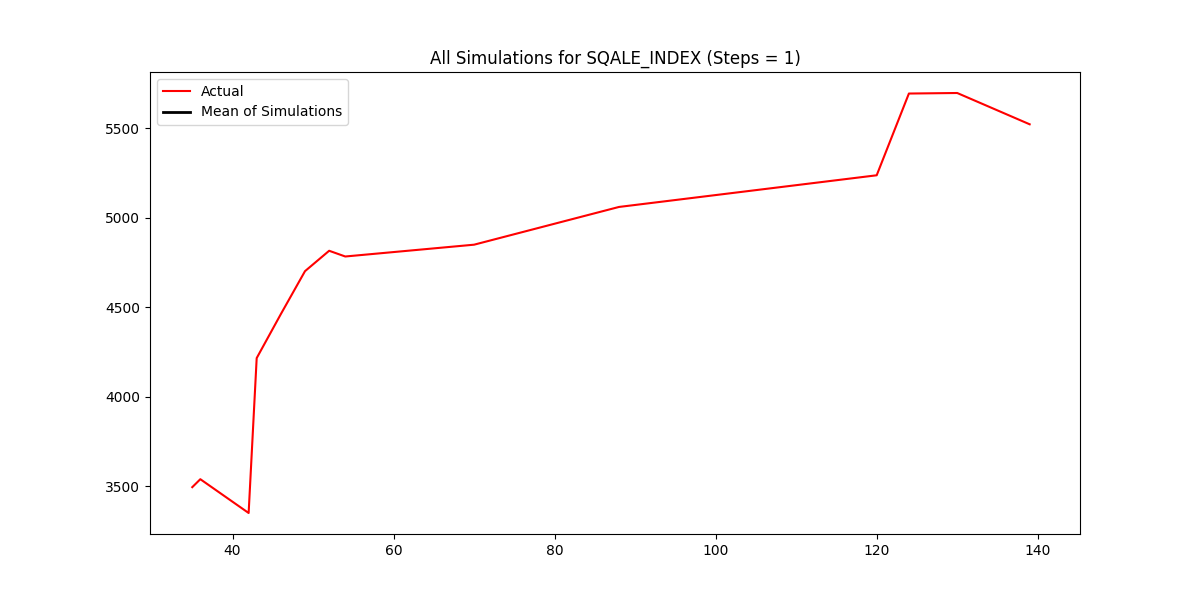 All Simulations for SQALE_INDEX (Steps = 1)
Actual
Mean of Simulations
5500
5000
4500
4000
3500
40 60 80 100 120 140